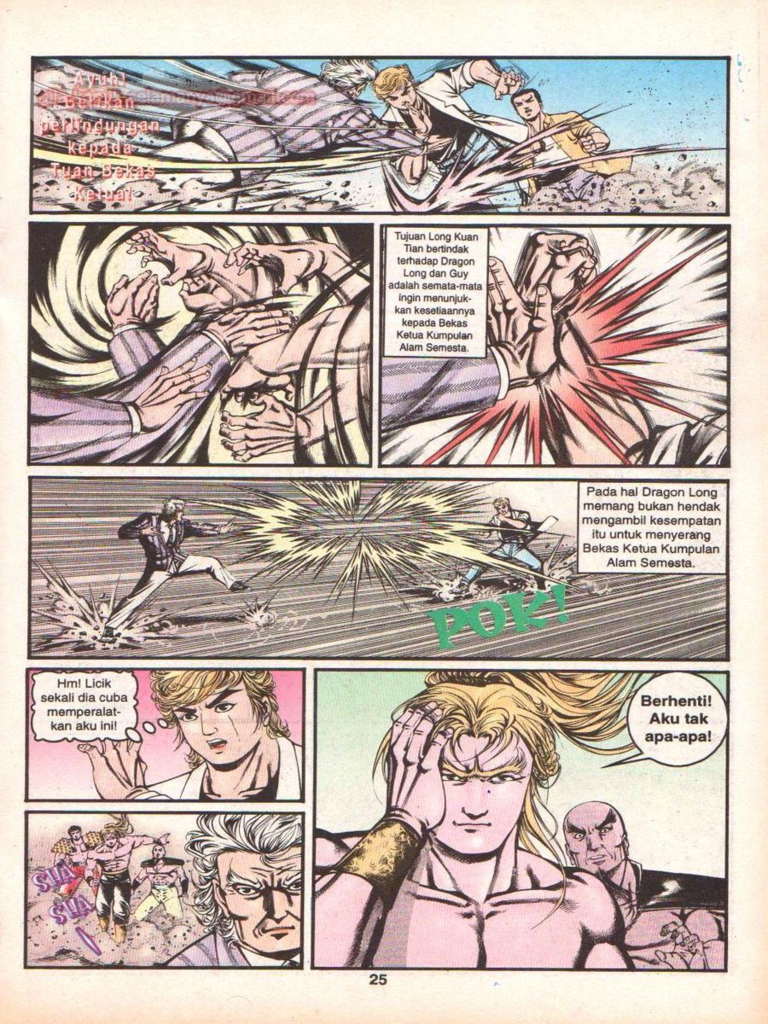 Ayuh!
Berikan
perlindungan
kepada
Tuan Bekas
Ketua!
Tujuan Long Kuan
Tian bertindak
terhadap Dragon
Long dan Guy
adalah semata-mata
ingin menunjuk-
kan kesetiaannya
kepada Bekas
Ketua Kumpulan
Alam Semesta.
Pada hal Dragon Long
memang bukan hendak
mengambil kesempatan
itu untuk menyerang
Bekas Ketua Kumpulan
Alam Semesta.
POK!
Hm! Licik
sekali dia cuba
memperalat-
kan aku ini!
Berhenti!
Aku tak
apa-apa!
SIA
SIA
25